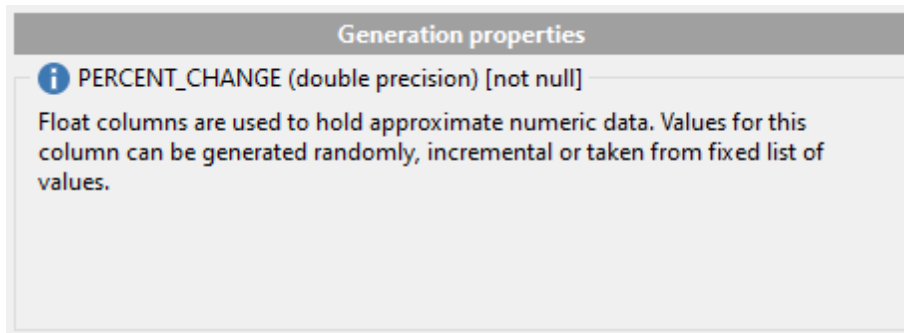 Generation properties
PERCENT_CHANGE (double precision) [not null]
Float columns are used to hold approximate numeric data. Values for this
column can be generated randomly, incremental or taken from fixed list of
values.